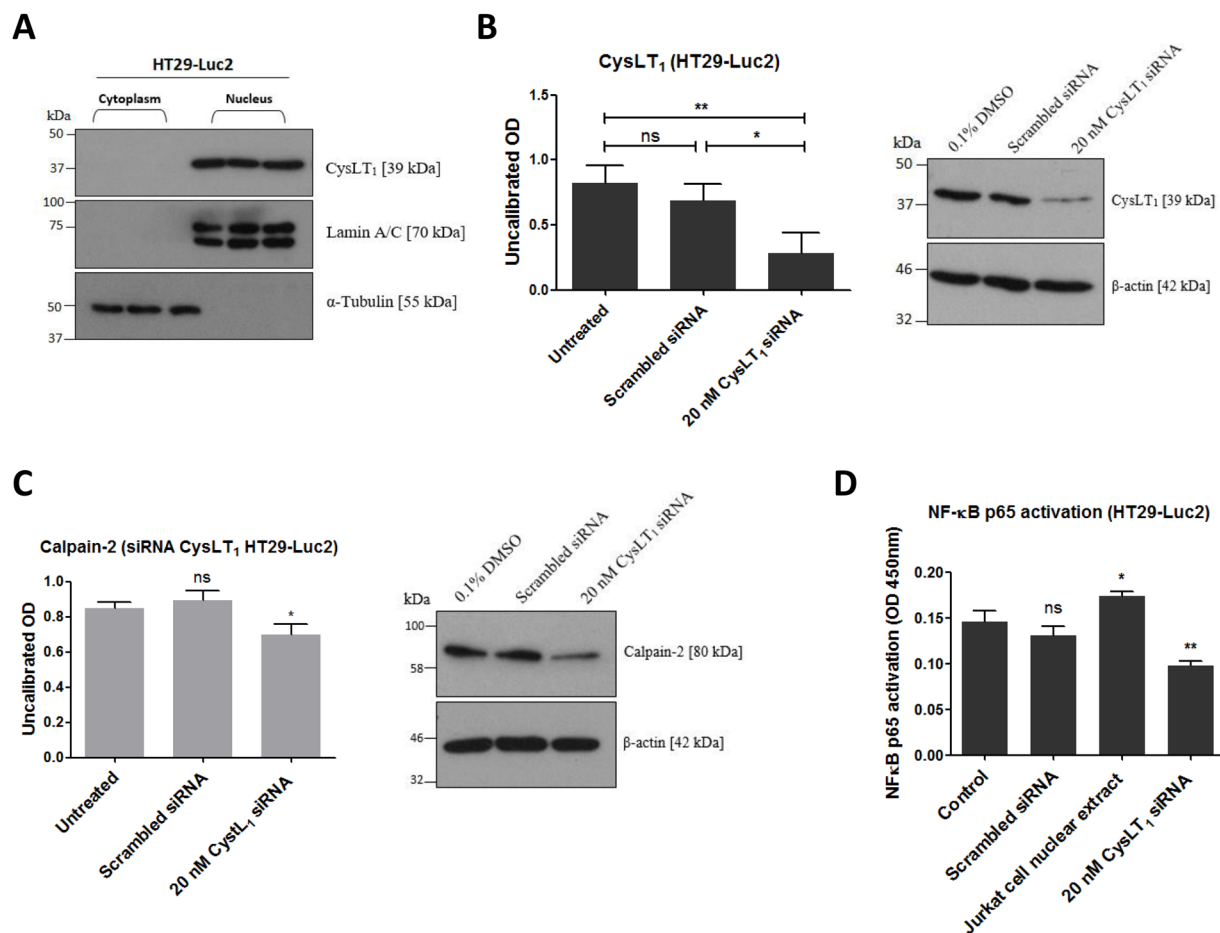 A
HT29-Luc2
Cytoplasm
Nucleus
kDa
50
37
CysLT₁ [39 kDa]
100
75
Lamin A/C [70 kDa]
50
37
α-Tubulin [55 kDa]
B
CysLT₁ (HT29-Luc2)
Uncalibrated OD
1.5
1.0
0.5
0.0
**
ns
*
Untreated
Scrambled siRNA
20 nM CysLT₁ siRNA
0.1% DMSO
Scrambled siRNA
20 nM CysLT₁ siRNA
kDa
50
37
CysLT₁ [39 kDa]
46
32
β-actin [42 kDa]
C
Calpain-2 (siRNA CysLT₁ HT29-Luc2)
Uncalibrated OD
1.0
0.8
0.6
0.4
0.2
0.0
ns
*
Untreated
Scrambled siRNA
20 nM CystL₁ siRNA
0.1% DMSO
Scrambled siRNA
20 nM CysLT₁ siRNA
kDa
100
58
Calpain-2 [80 kDa]
46
32
β-actin [42 kDa]
D
NF-κB p65 activation (HT29-Luc2)
NFκB p65 activation (OD 450nm)
0.20
0.15
0.10
0.05
0.00
ns
*
**
Control
Scrambled siRNA
Jurkat cell nuclear extract
20 nM CysLT₁ siRNA